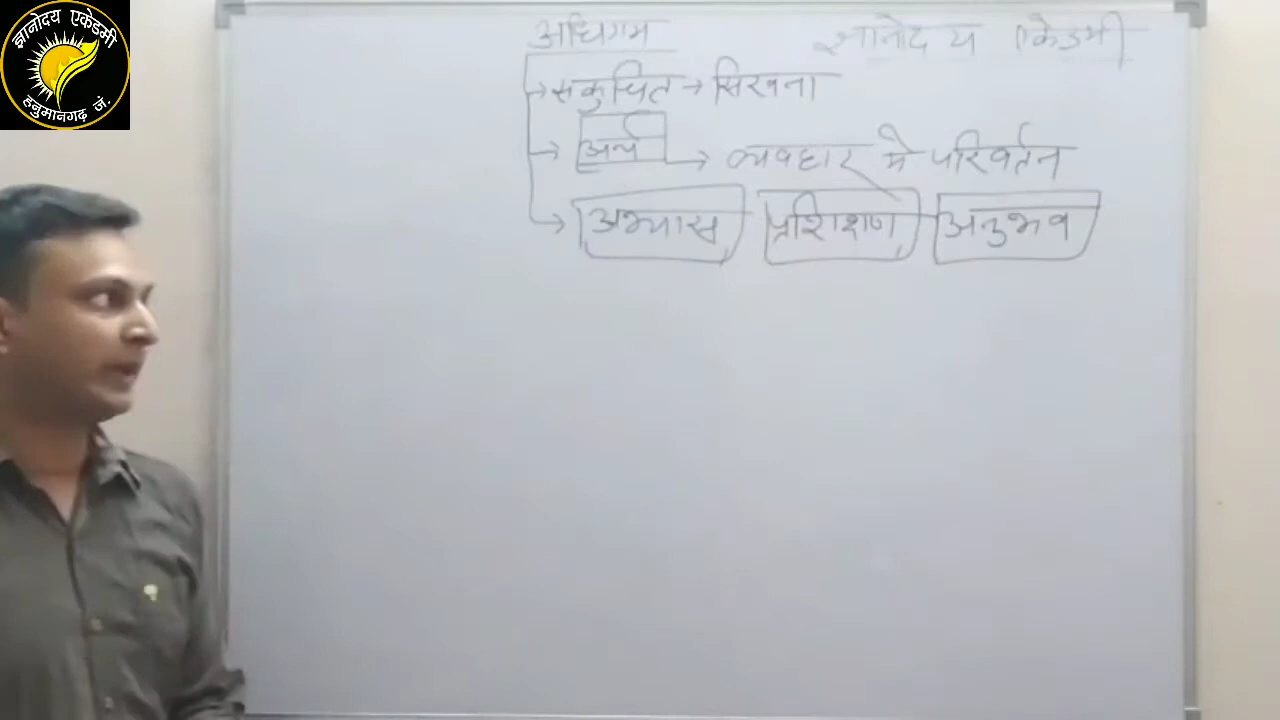 ज्ञानोदय एकेडमी
हनुमानगढ़ जं.
अधिगम
ज्ञानोदय एकेडमी
संकुचित → सिखना
अर्थ → व्यवहार मे परिवर्तन
अभ्यास प्रशिक्षण अनुभव